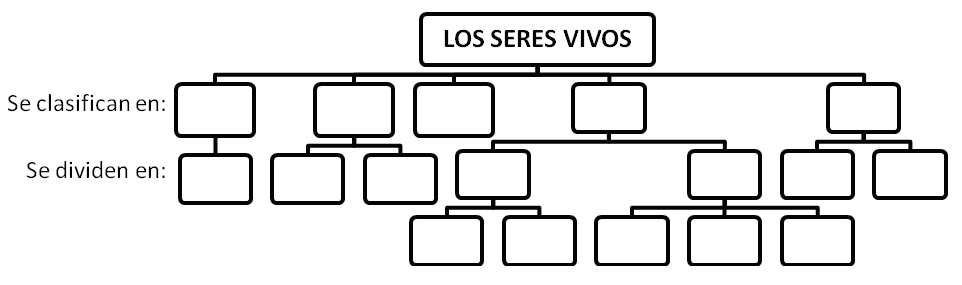 LOS SERES VIVOS
Se clasifican en:
Se dividen en: